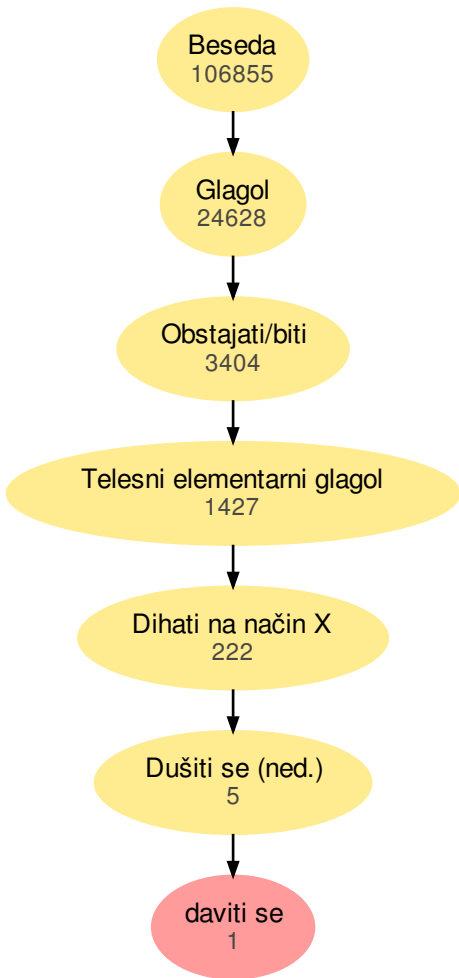 Beseda
106855
Glagol
24628
Obstajati/biti
3404
Telesni elementarni glagol
1427
Dihati na način X
222
Dušiti se (ned.)
5
daviti se
1